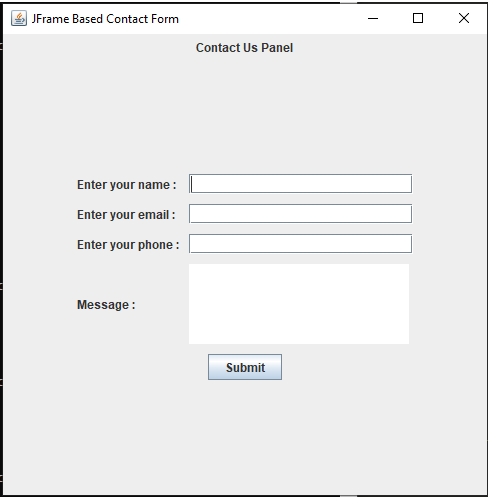 JFrame Based Contact Form
Contact Us Panel
Enter your name :
Enter your email :
Enter your phone :
Message :
Submit